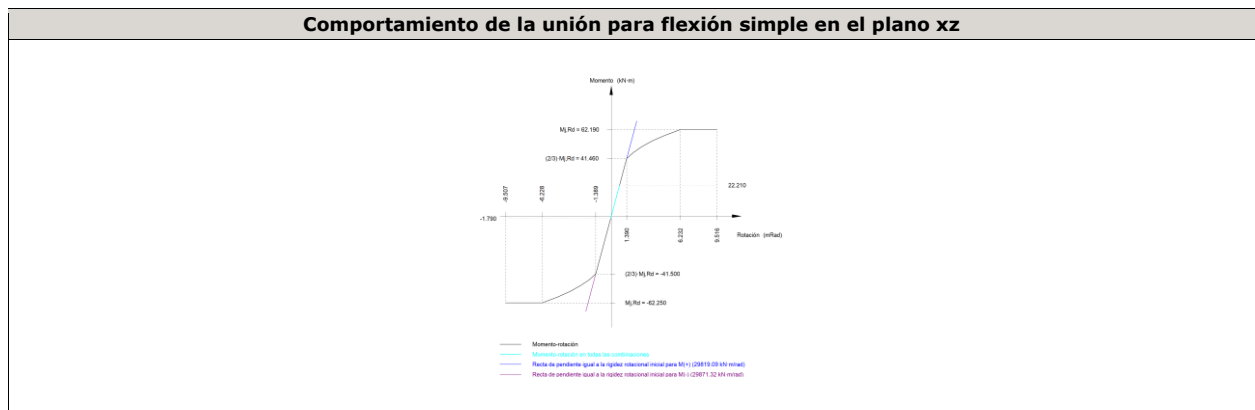 Comportamiento de la unión para flexión simple en el plano xz
Momento (kN·m)
Mj,Rd = 62.190
(2/3)·Mj,Rd = 41.460
22.210
-9.507
-6.228
-1.389
-1.790
1.390
6.232
9.516
Rotación (mRad)
(2/3)·Mj,Rd = -41.500
Mj,Rd = -62.250
Momento-rotación
Momento-rotación en todas las combinaciones
Recta de pendiente igual a la rigidez rotacional inicial para M(+) (29819.09 kN·m/rad)
Recta de pendiente igual a la rigidez rotacional inicial para M(-) (29871.32 kN·m/rad)